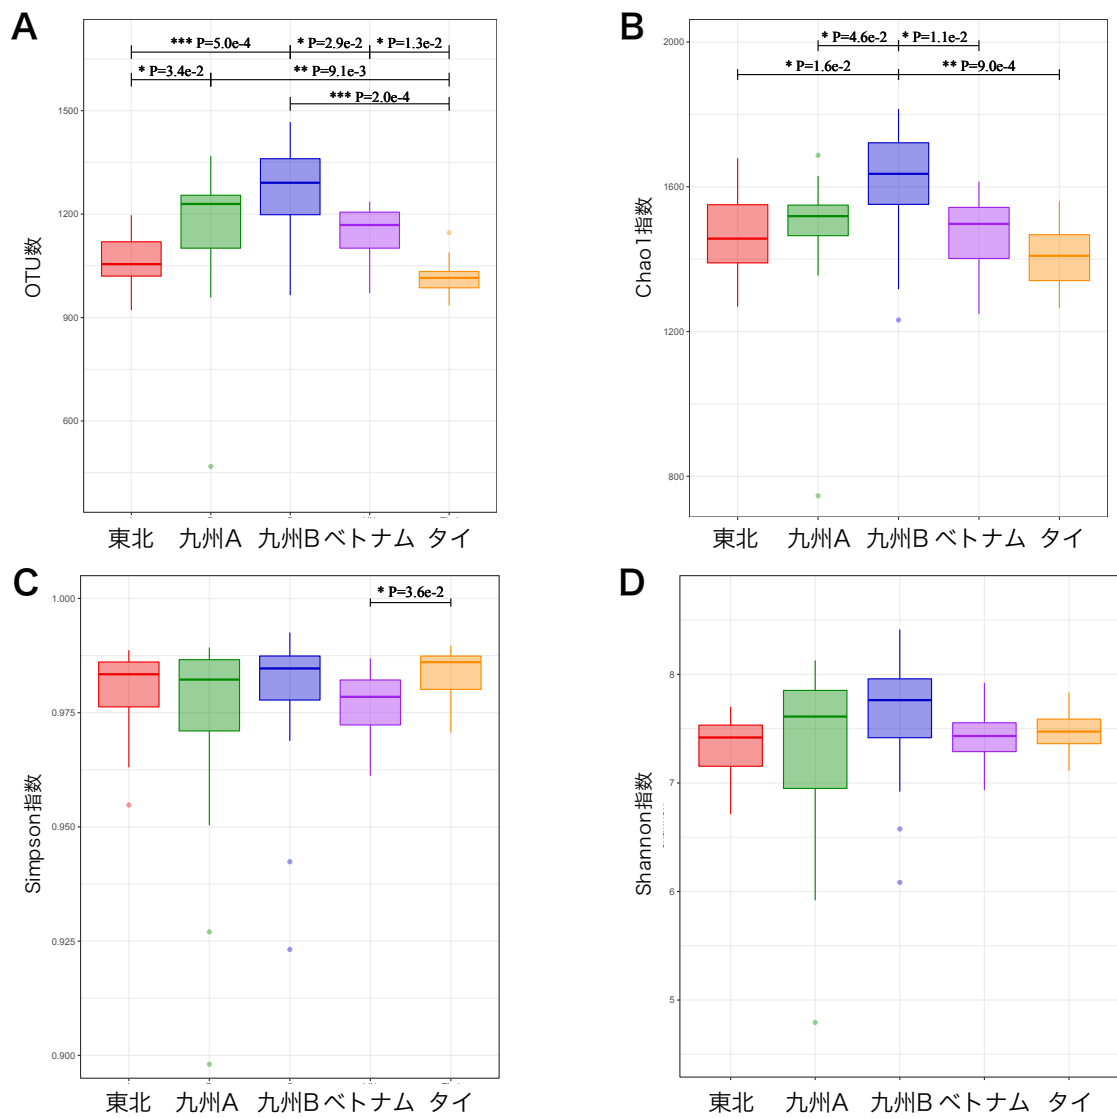 A
*** P=5.0e-4
* P=2.9e-2
* P=1.3e-2
* P=3.4e-2
** P=9.1e-3
*** P=2.0e-4
1500
1200
900
600
OTU数
東北
九州A
九州B
ベトナム
タイ
B
* P=4.6e-2
* P=1.1e-2
* P=1.6e-2
** P=9.0e-4
2000
1600
1200
800
Chao1指数
東北
九州A
九州B
ベトナム
タイ
C
* P=3.6e-2
1.000
0.975
0.950
0.925
0.900
Simpson指数
東北
九州A
九州B
ベトナム
タイ
D
8
7
6
5
Shannon指数
東北
九州A
九州B
ベトナム
タイ